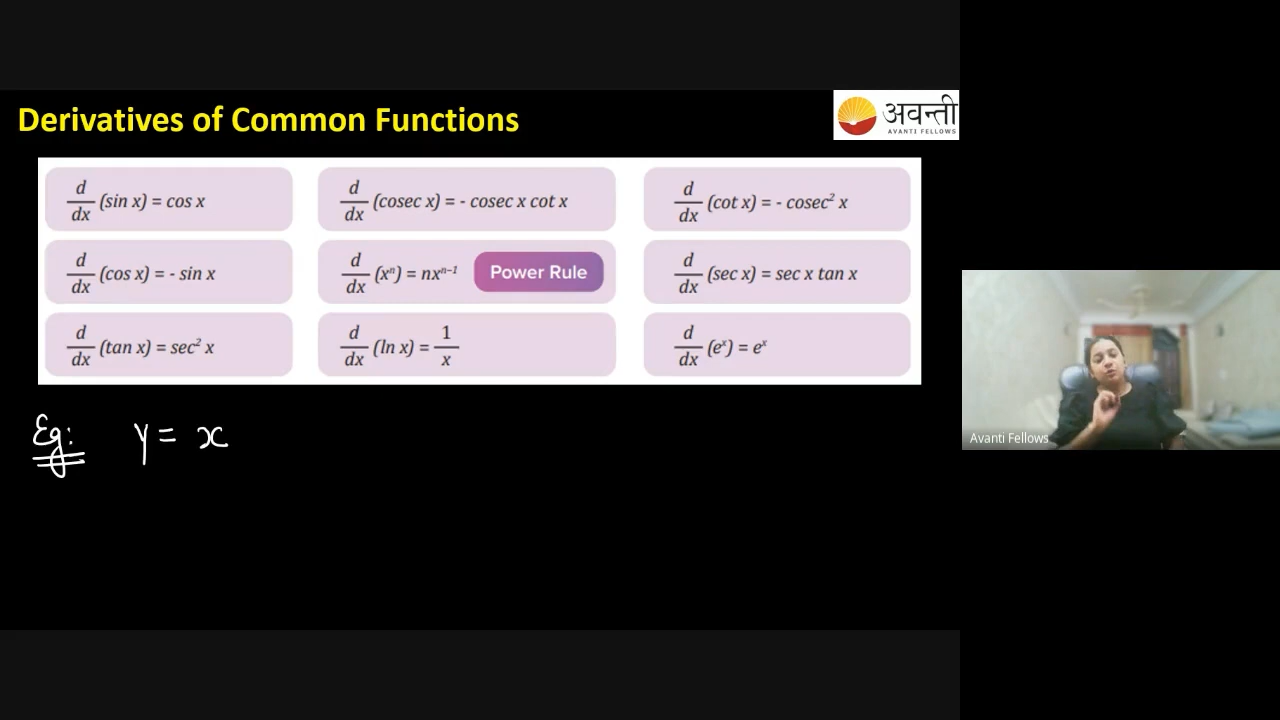 Derivatives of Common Functions
अवन्ती
AVANTI FELLOWS
d/dx (sin x) = cos x
d/dx (cosec x) = - cosec x cot x
d/dx (cot x) = - cosec² x
d/dx (cos x) = - sin x
d/dx (xⁿ) = nxⁿ⁻¹ Power Rule
d/dx (sec x) = sec x tan x
d/dx (tan x) = sec² x
d/dx (ln x) = 1/x
d/dx (eˣ) = eˣ
Eg: y = x
Avanti Fellows